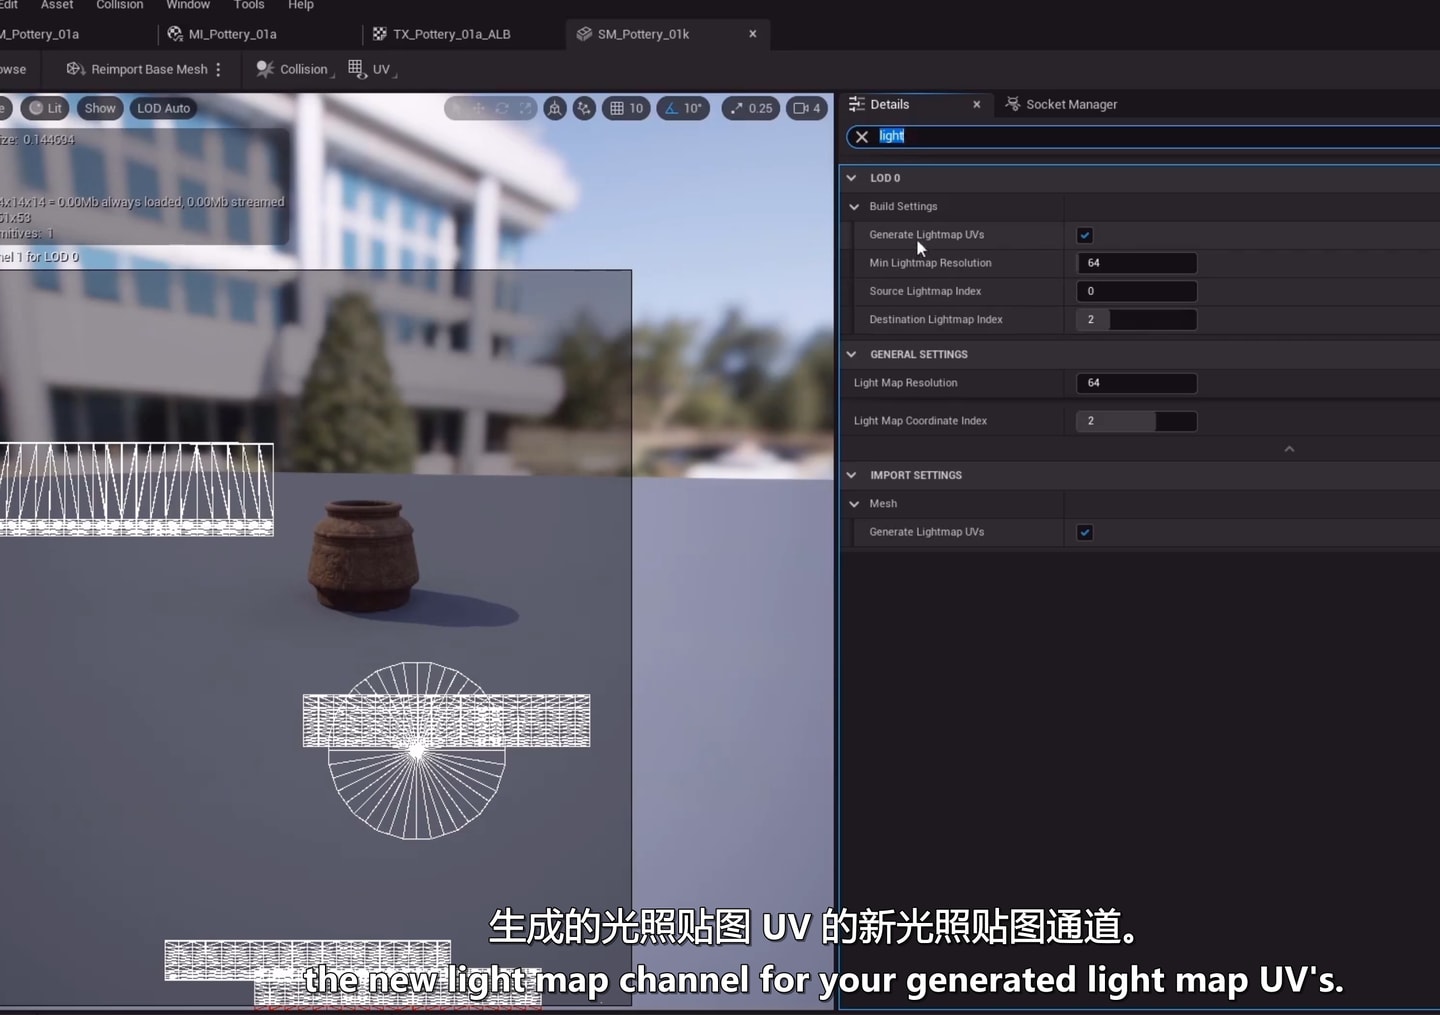 Edit Asset Collision Window Tools Help
M_Pottery_01a MI_Pottery_01a TX_Pottery_01a_ALB SM_Pottery_01k
Reimport Base Mesh Collision UV
Lit Show LOD Auto 10 10° 0.25 4
Details Socket Manager
light
ize: 0.144694
4x14x14 = 0.00Mb always loaded, 0.00Mb streamed
61x53
mitives: 1
nel 1 for LOD 0
LOD 0
Build Settings
Generate Lightmap UVs
Min Lightmap Resolution 64
Source Lightmap Index 0
Destination Lightmap Index 2
GENERAL SETTINGS
Light Map Resolution 64
Light Map Coordinate Index 2
IMPORT SETTINGS
Mesh
Generate Lightmap UVs
生成的光照贴图 UV 的新光照贴图通道。
the new light map channel for your generated light map UV's.